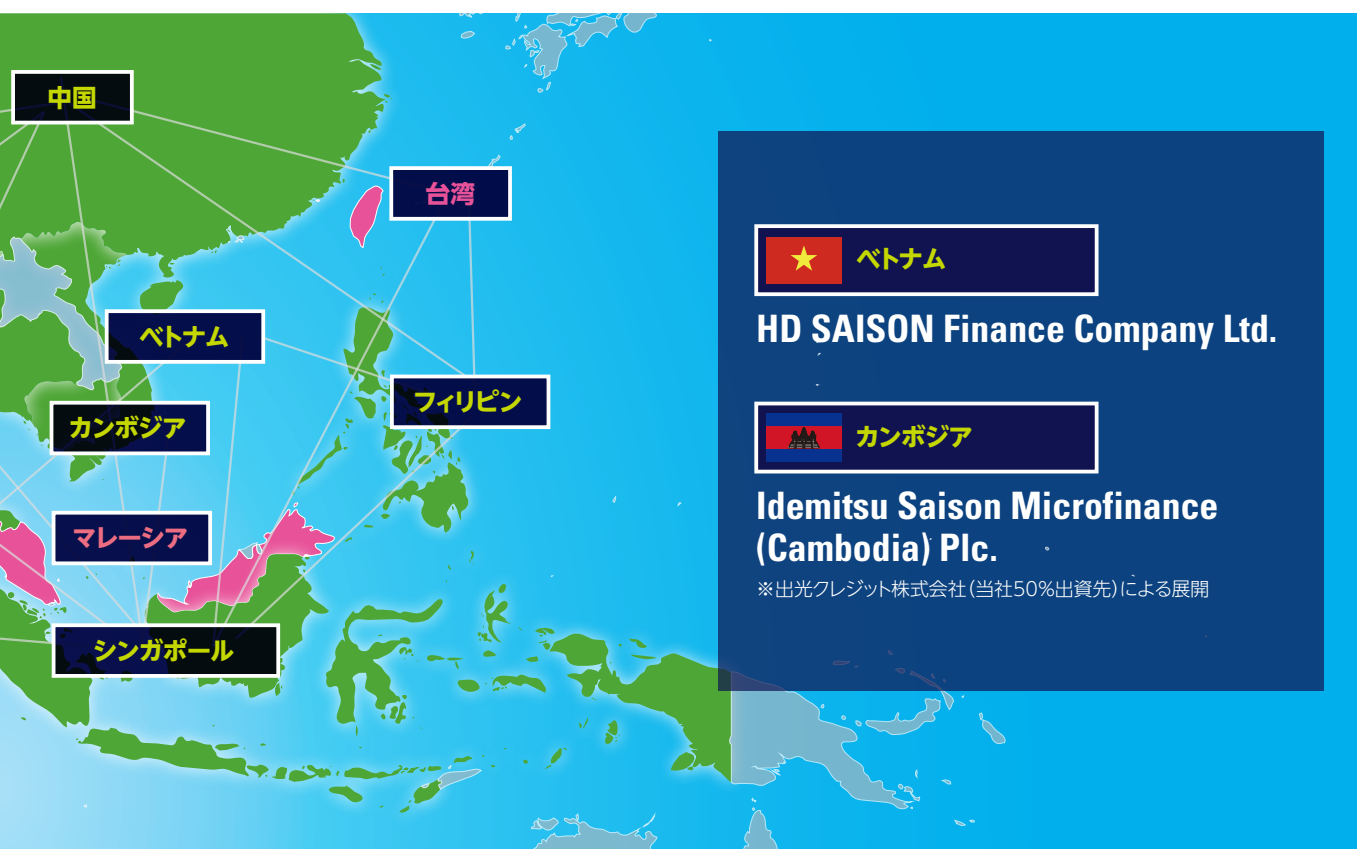 中国
台湾
ベトナム
フィリピン
カンボジア
マレーシア
シンガポール
ベトナム
HD SAISON Finance Company Ltd.
カンボジア
Idemitsu Saison Microfinance
(Cambodia) Plc.
※出光クレジット株式会社(当社50%出資先)による展開